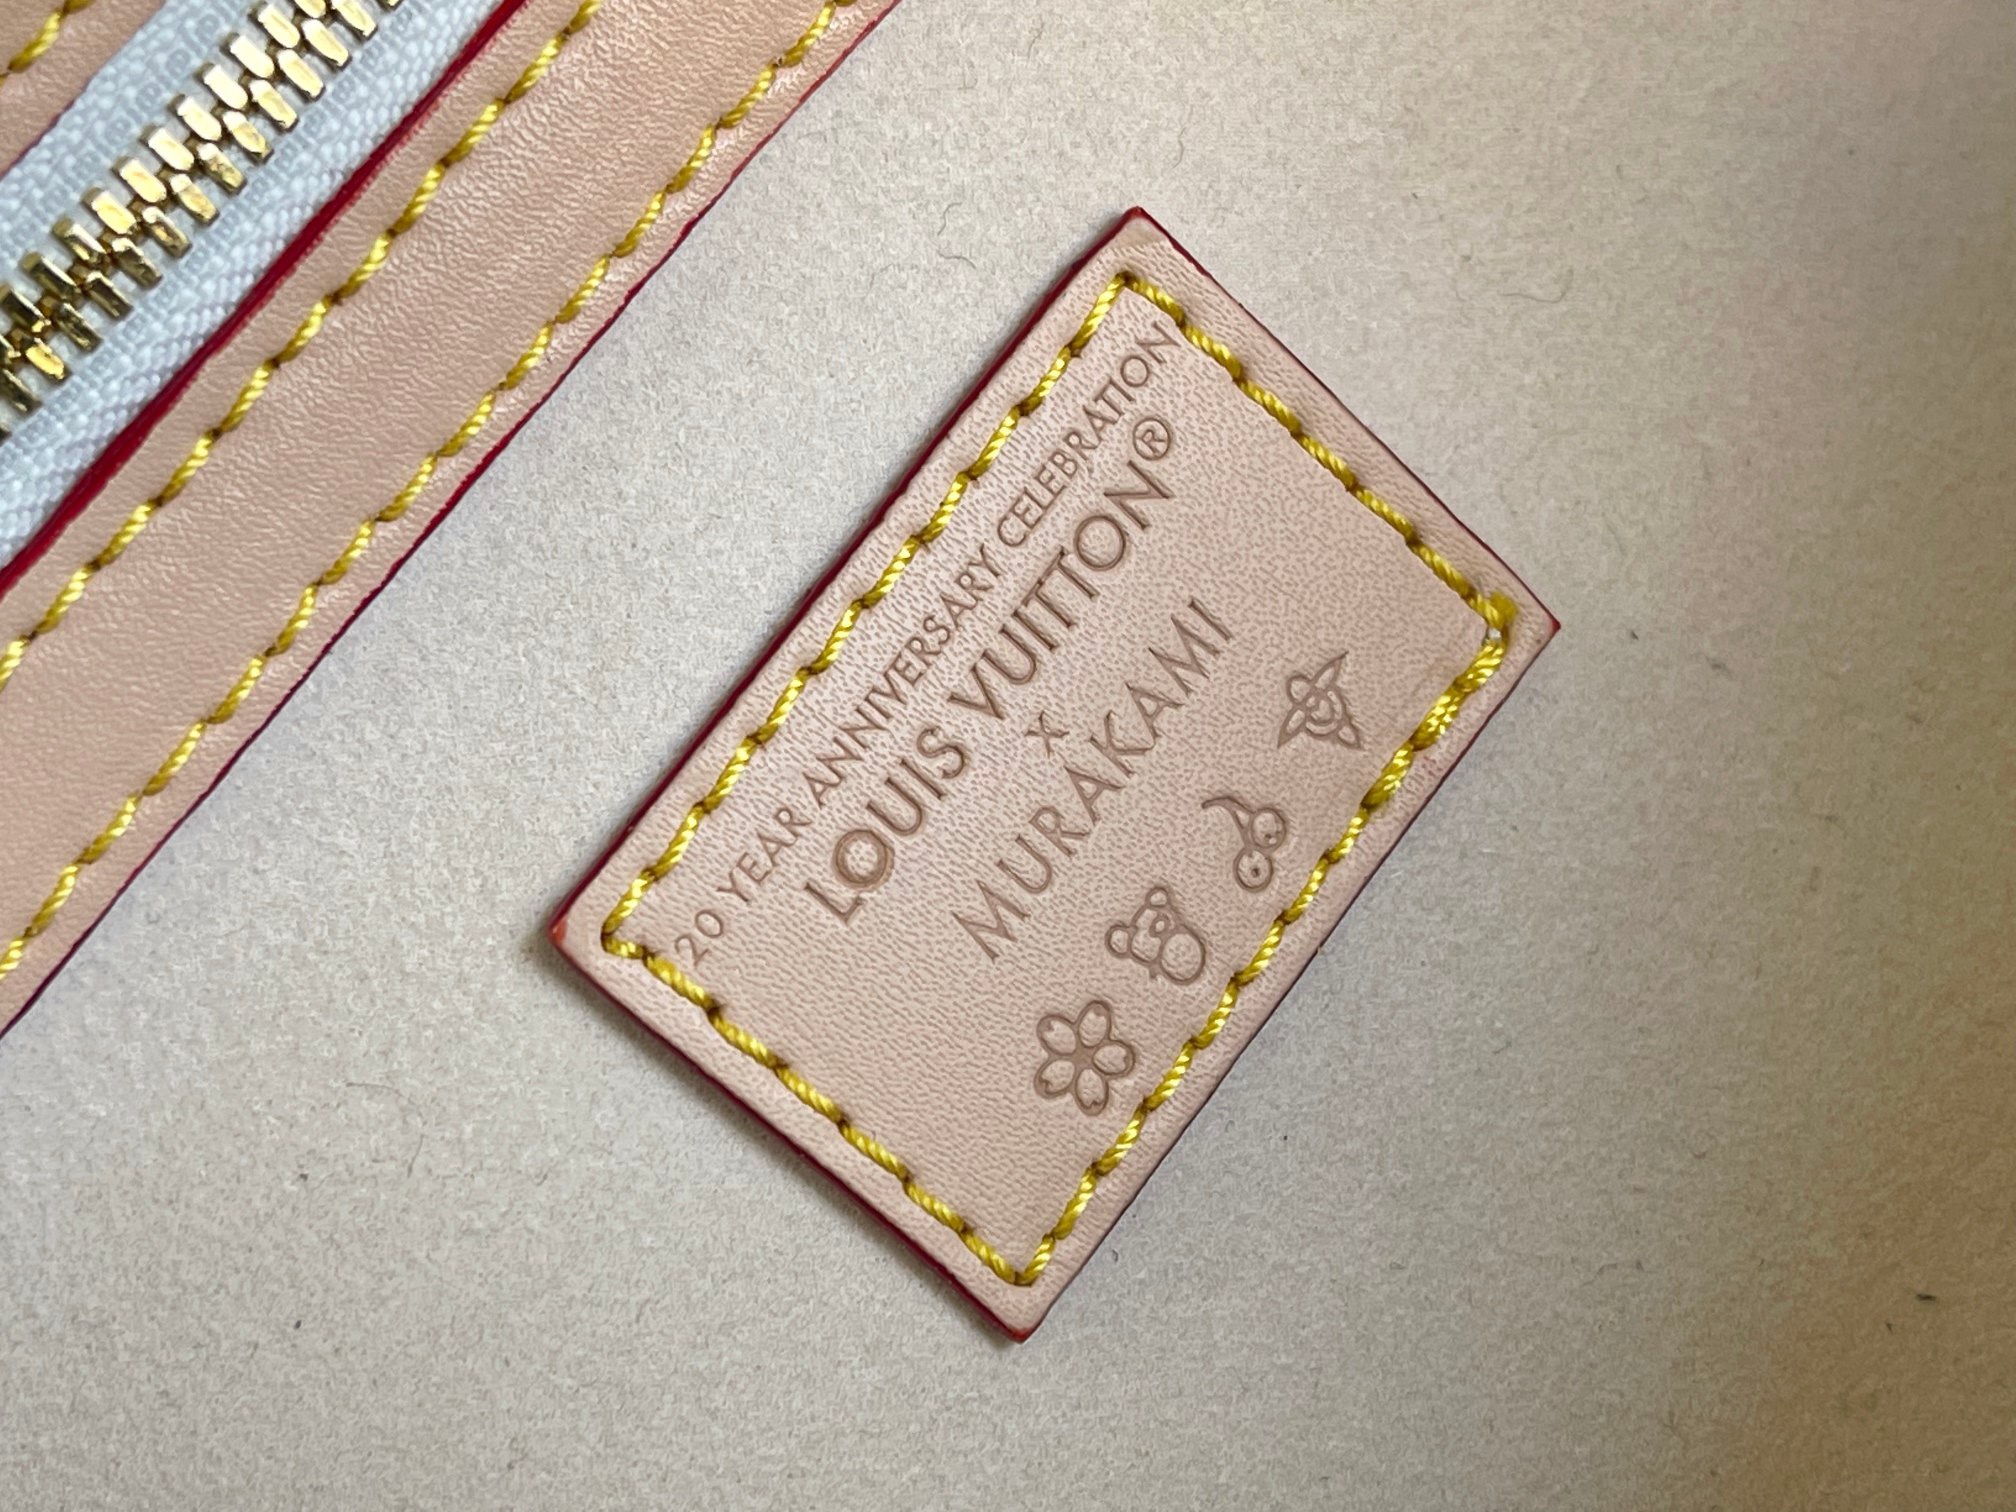 20 YEAR ANNIVERSARY CELEBRATION
LOUIS VUITTON®
x
MURAKAMI